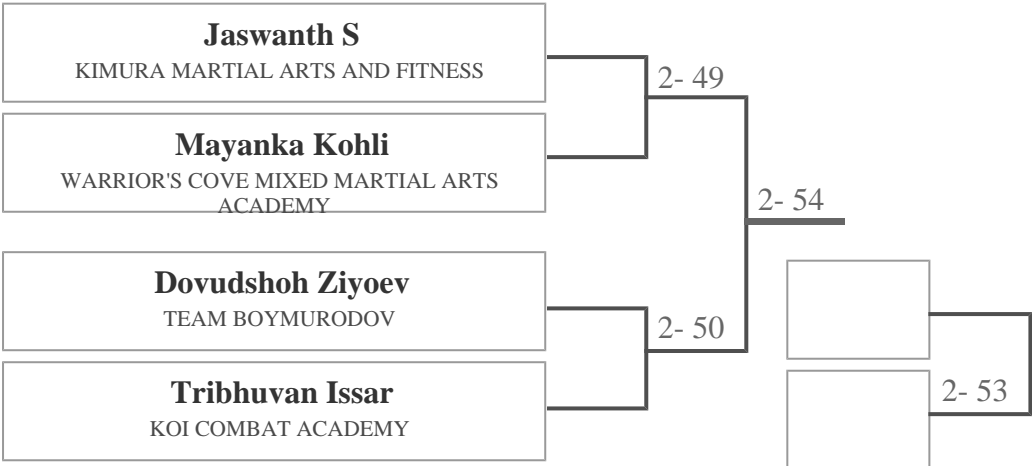 Jaswanth S
KIMURA MARTIAL ARTS AND FITNESS
2- 49
Mayanka Kohli
WARRIOR'S COVE MIXED MARTIAL ARTS
ACADEMY
2- 54
Dovudshoh Ziyoev
TEAM BOYMURODOV
2- 50
Tribhuvan Issar
KOI COMBAT ACADEMY
2- 53